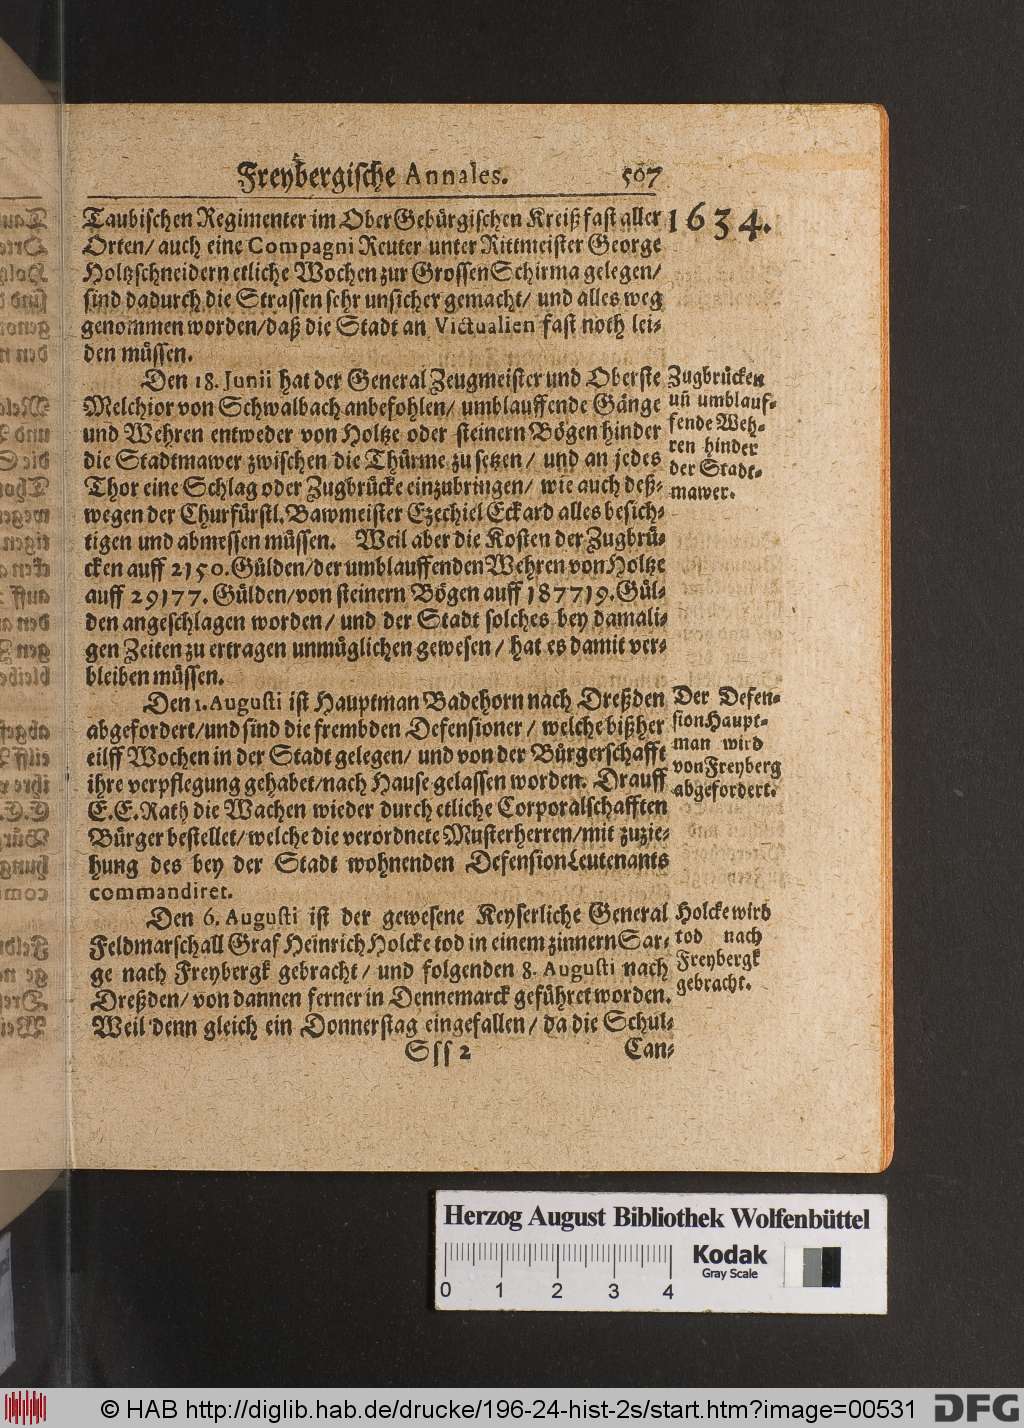 Freybergische Annales. 507
1634.
Taubischen Regimenter im OberGebürgischen Kreiß fast aller
Orten/ auch eine Compagni Reuter unter Rittmeister George
Holtzschneidern etliche Wochen zur Grossen Schirma gelegen/
sind dadurch die Strassen sehr unsicher gemacht/ und alles weg
genommen worden/ daß die Stadt an Victualien fast noth lei-
den müssen.
Den 18. Junii hat der General Zeugmeister und Oberste
Melchior von Schwalbach anbefohlen/ umblauffende Gänge
und Wehren entweder von Holtze oder steinern Bögen hinder
die Stadtmawer zwischen die Thürme zu setzen/ und an jedes
Thor eine Schlag oder Zugbrücke einzubringen/ wie auch deß-
wegen der Churfürstl. Bawmeister Ezechiel Eckard alles besich-
tigen und abmessen müssen. Weil aber die Kosten der Zugbrü-
cken auff 2150. Gülden/ der umblauffenden Wehren von Holtze
auff 29177. Gülden/ von steinern Bögen auff 187719. Gül-
den angeschlagen worden/ und der Stadt solches bey damali-
gen Zeiten zu ertragen unmüglichen gewesen/ hat es damit ver-
bleiben müssen.
Zugbrücken
uñ umblauf-
fende Weh-
ren hinder
der Stadt-
mawer.
Den 1. Augusti ist Hauptman Badehorn nach Dreßden
abgefordert/ und sind die frembden Defensioner/ welche bißher
eilff Wochen in der Stadt gelegen/ und von der Bürgerschafft
ihre verpflegung gehabet/ nach Hause gelassen worden. Drauff
E. E. Rath die Wachen wieder durch etliche Corporalschafften
Bürger bestellet/ welche die verordnete Musterherren/ mit zuzie-
hung des bey der Stadt wohnenden Defension Leutenants
commandiret.
Der Defen-
sion Haupt-
man wird
von Freyberg
abgefordert.
Den 6. Augusti ist der gewesene Keyserliche General
Feldmarschall Graf Heinrich Holcke tod in einem zinnern Sar-
ge nach Freybergk gebracht/ und folgenden 8. Augusti nach
Dreßden/ von dannen ferner in Dennemarck geführet worden.
Weil denn gleich ein Donnerstag eingefallen/ da die Schul-
Holcke wird
tod nach
Freybergk
gebracht.
Sss 2 Can-
Herzog August Bibliothek Wolfenbüttel
0 1 2 3 4
Kodak
Gray Scale
© HAB http://diglib.hab.de/drucke/196-24-hist-2s/start.htm?image=00531
DFG